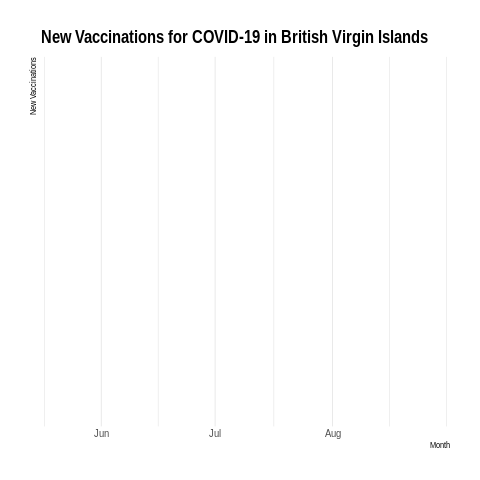 New Vaccinations for COVID-19 in British Virgin Islands
New Vaccinations
Jun Jul Aug
Month